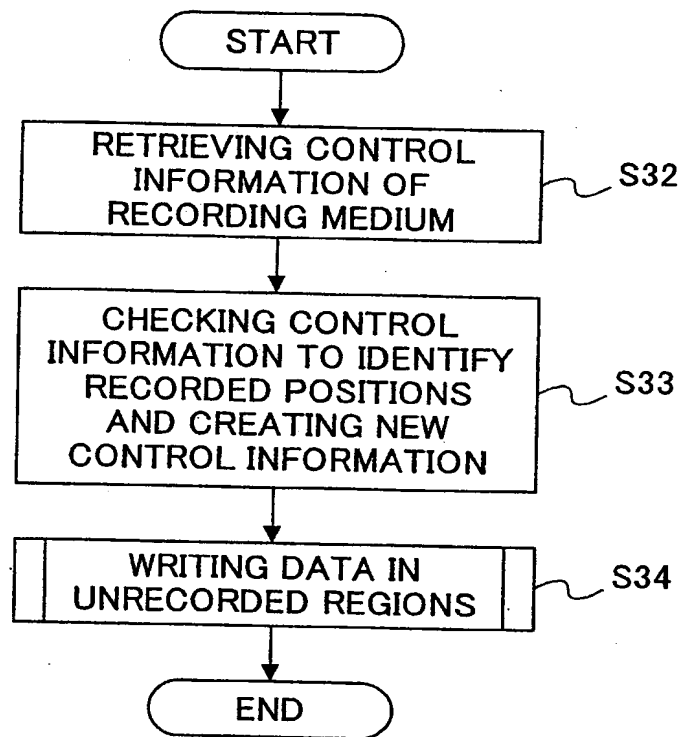 START
RETRIEVING CONTROL
INFORMATION OF
RECORDING MEDIUM
S32
CHECKING CONTROL
INFORMATION TO IDENTIFY
RECORDED POSITIONS
AND CREATING NEW
CONTROL INFORMATION
S33
WRITING DATA IN
UNRECORDED REGIONS
S34
END